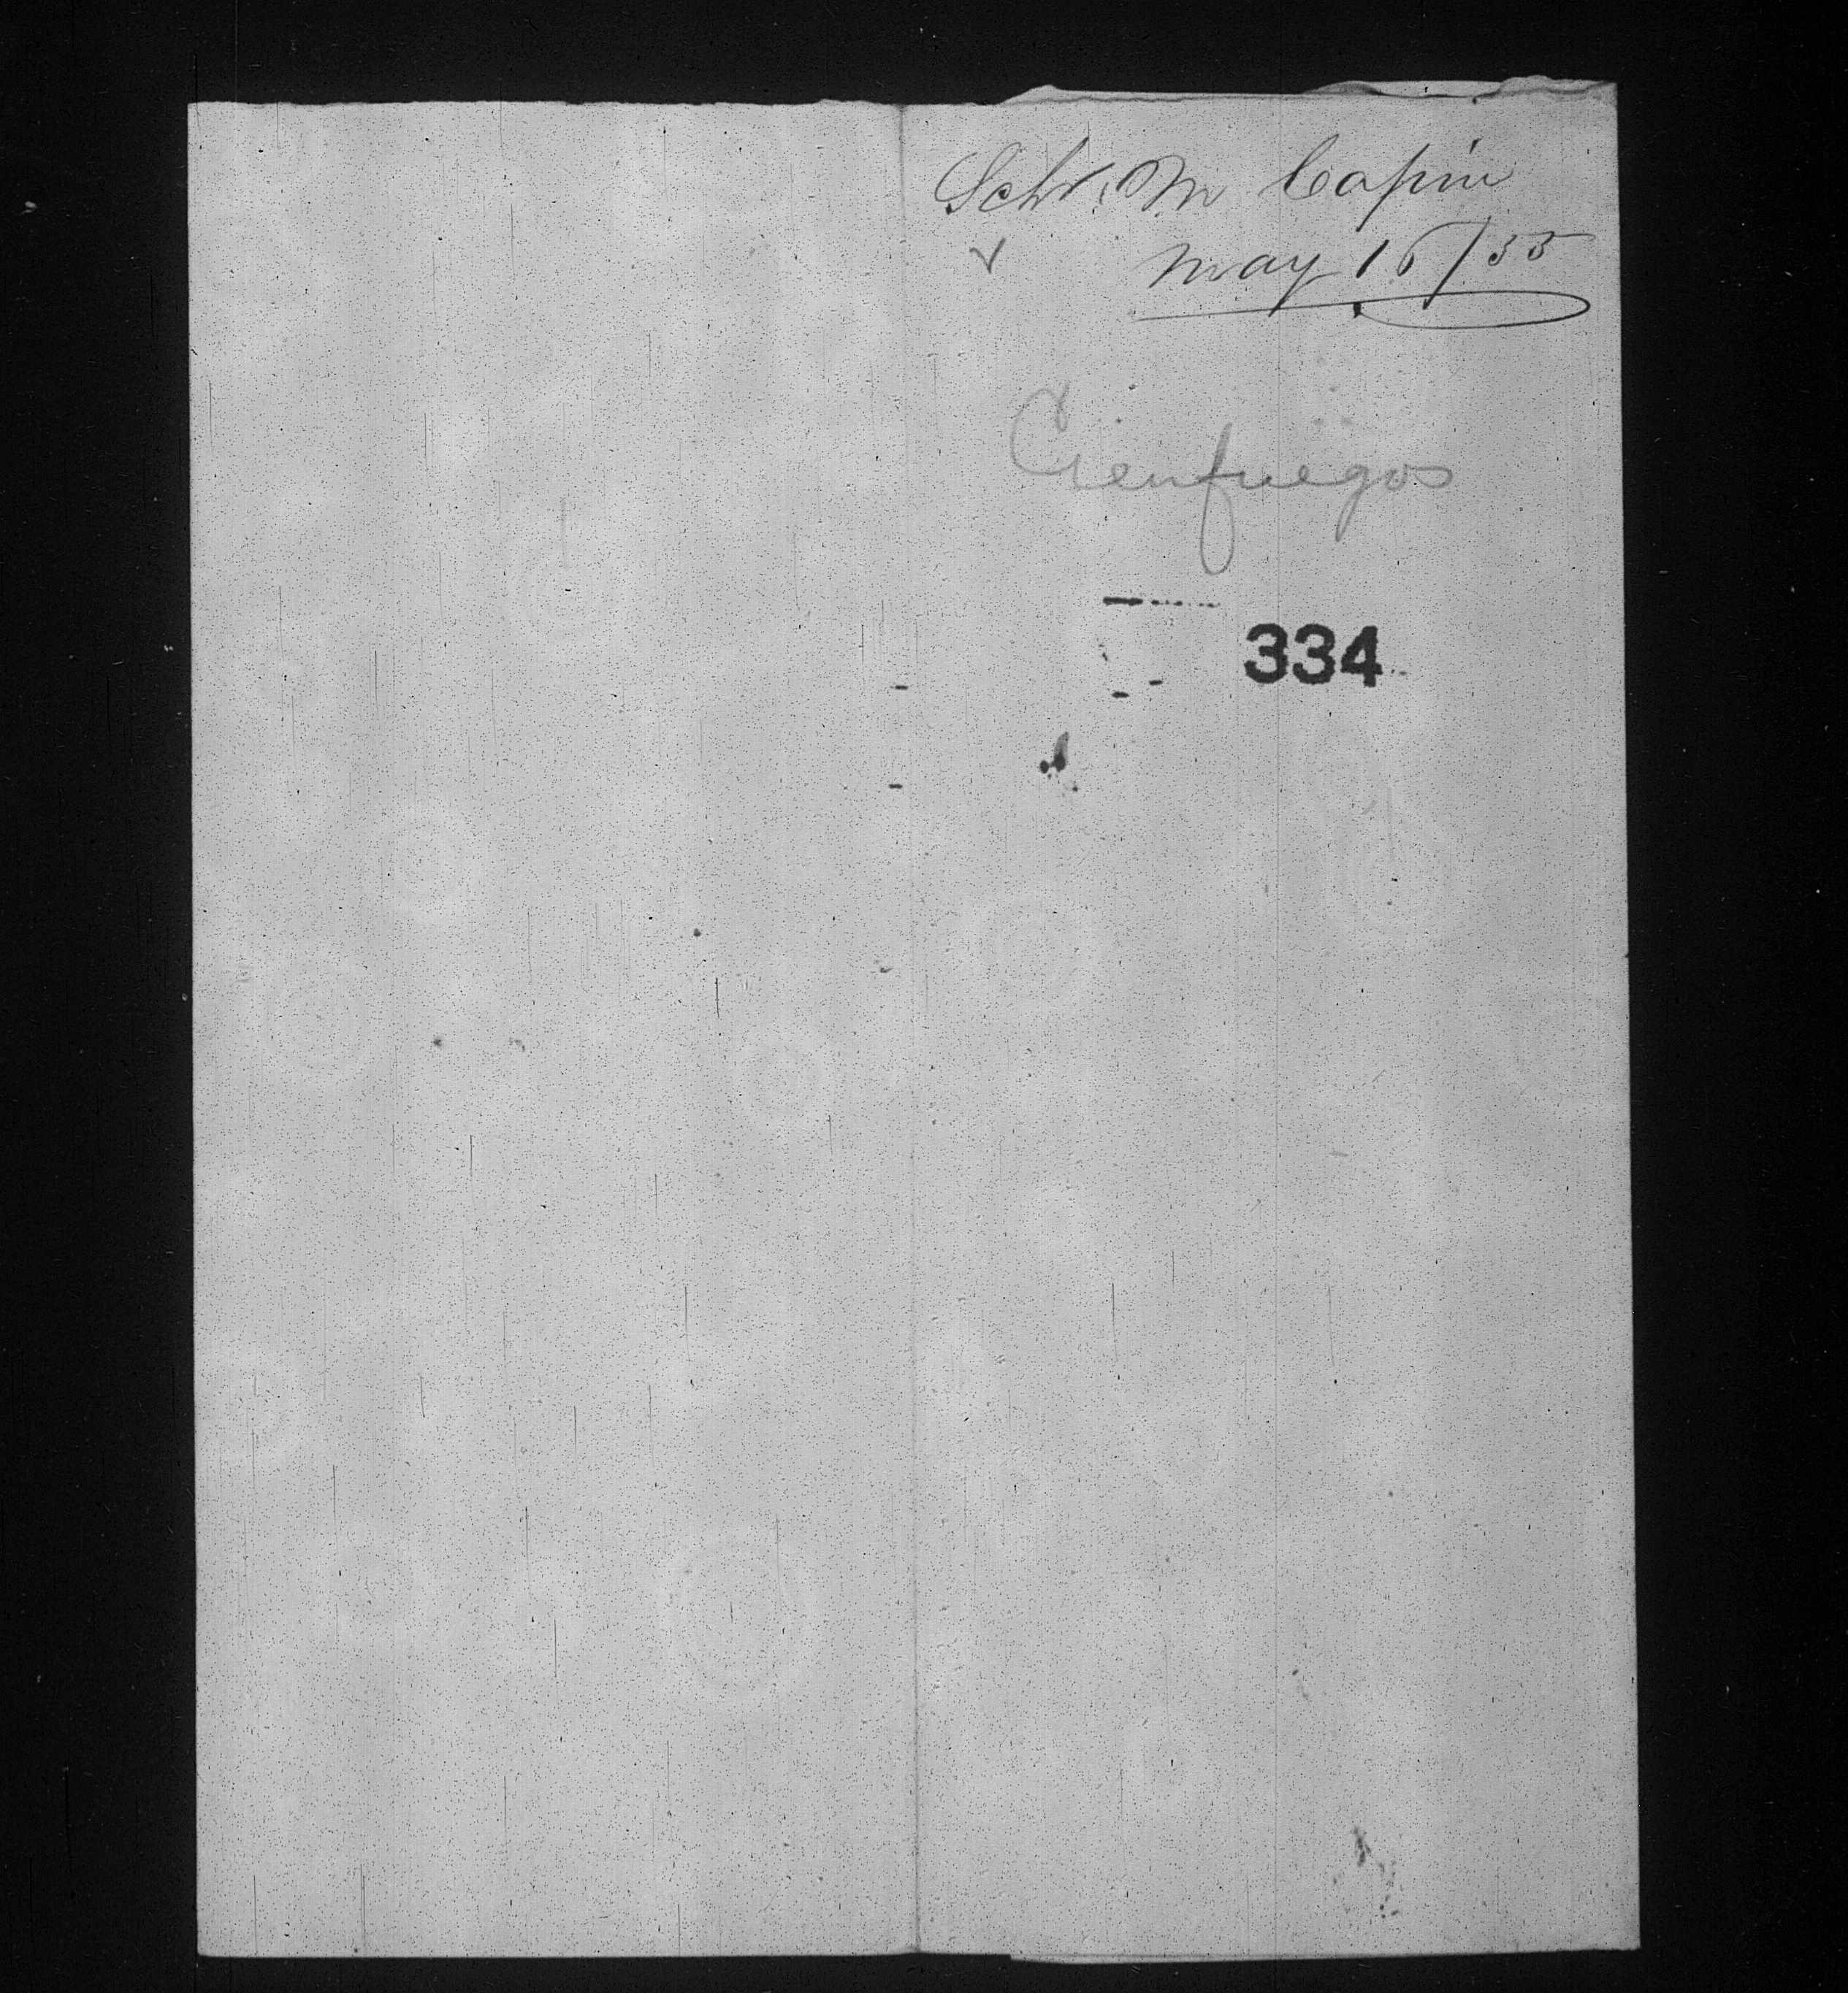 Schr. M Capin
May 16/55
Cienfuegos
334